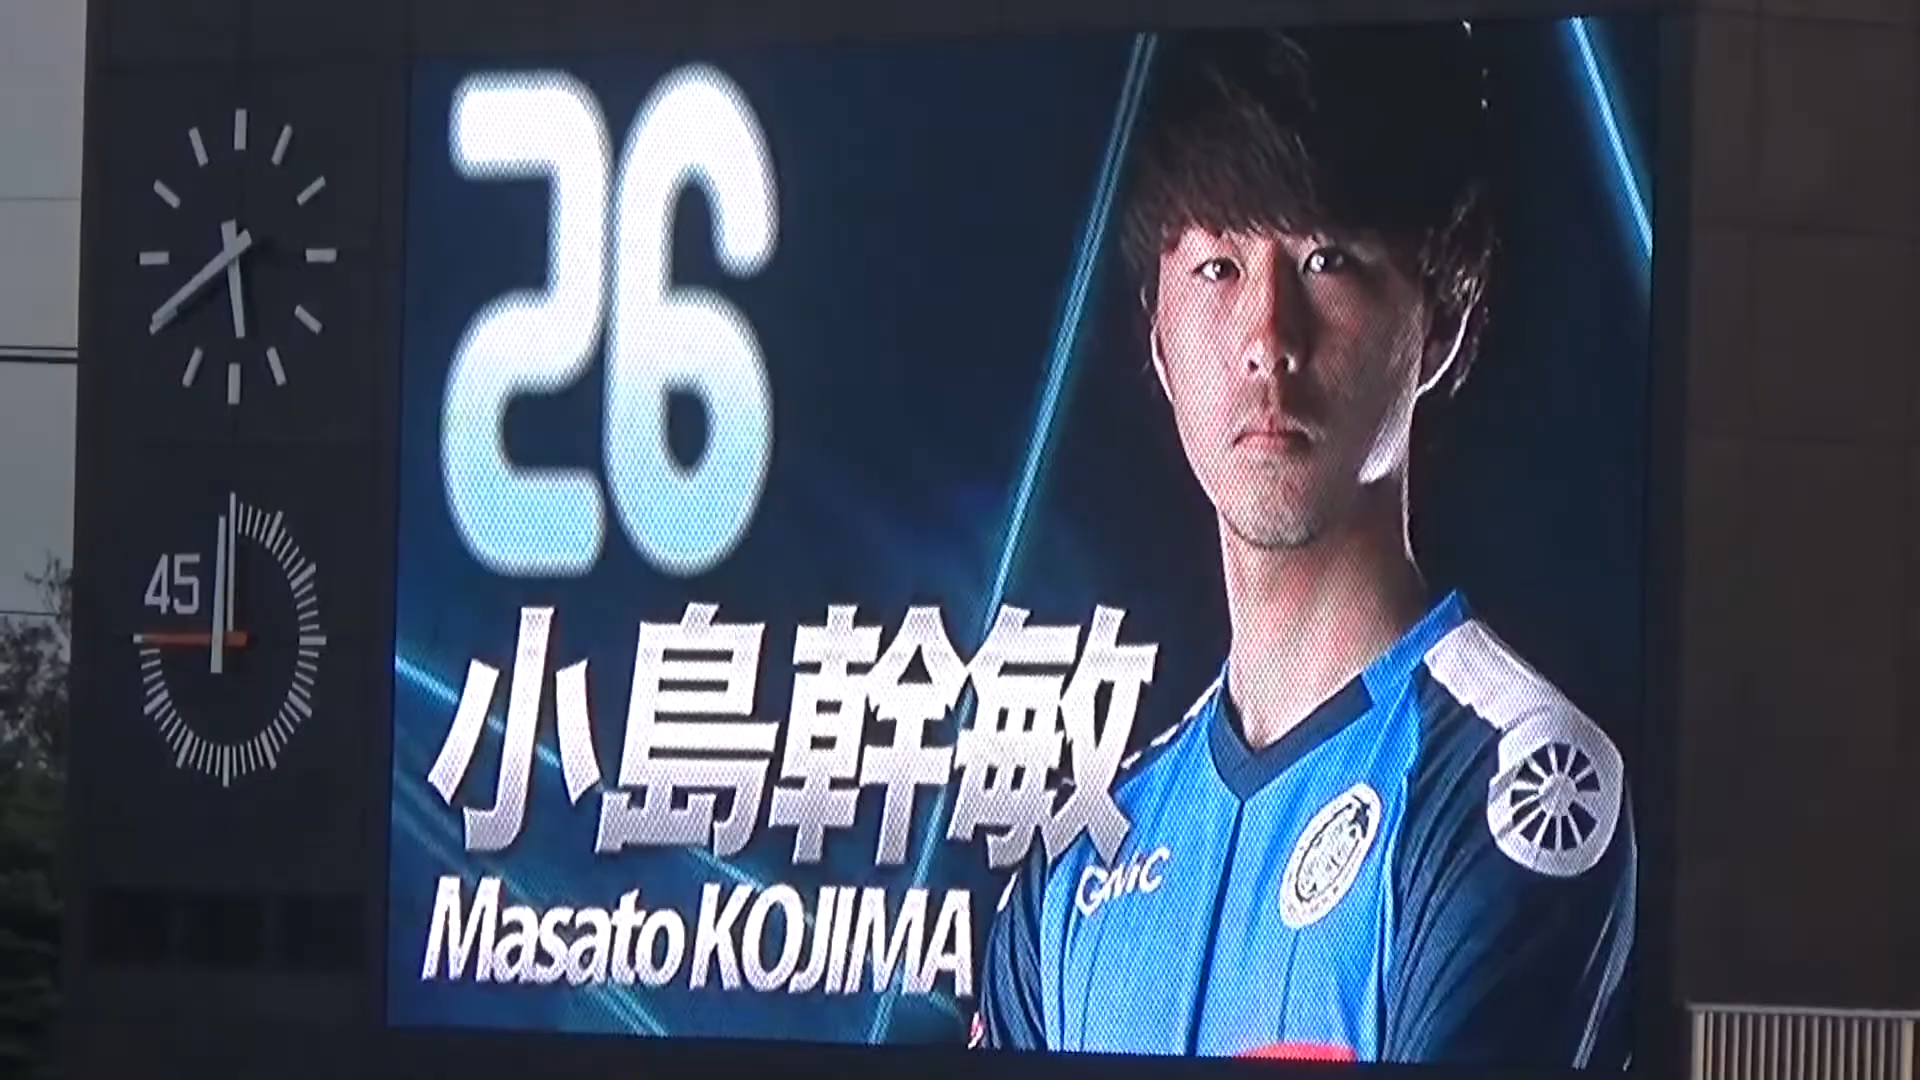 26
45
小島幹敏
Masato KOJIMA
GAViC